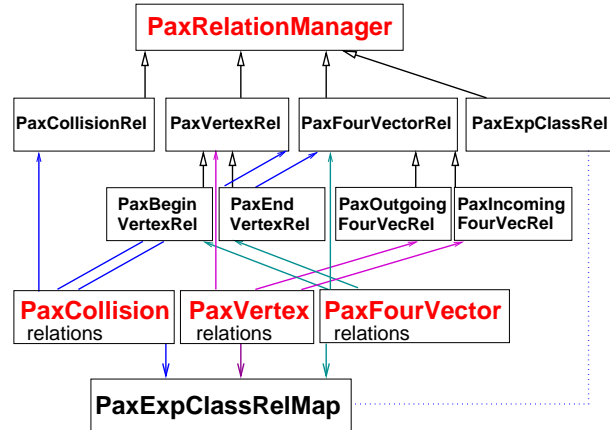 PaxRelationManager
PaxCollisionRel
PaxVertexRel
PaxFourVectorRel
PaxExpClassRel
PaxBegin
VertexRel
PaxEnd
VertexRel
PaxOutgoing
FourVecRel
PaxIncoming
FourVecRel
PaxCollision
relations
PaxVertex
relations
PaxFourVector
relations
PaxExpClassRelMap